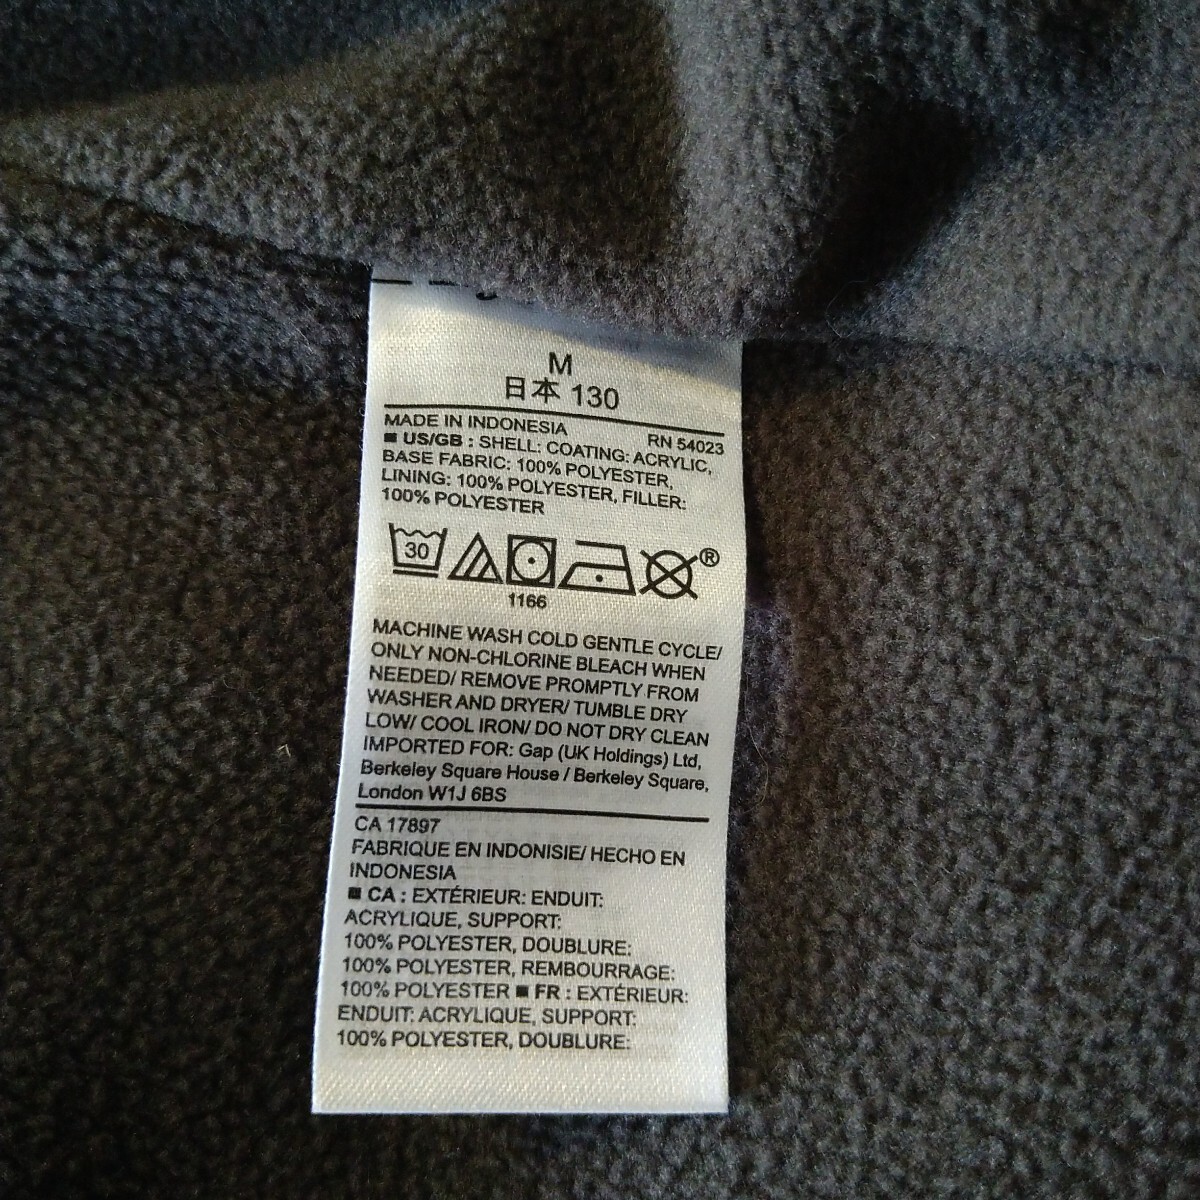 M
日本 130
MADE IN INDONESIA RN 54023
■ US/GB : SHELL: COATING: ACRYLIC,
BASE FABRIC: 100% POLYESTER,
LINING: 100% POLYESTER, FILLER:
100% POLYESTER
30 ®
1166
MACHINE WASH COLD GENTLE CYCLE/
ONLY NON-CHLORINE BLEACH WHEN
NEEDED/ REMOVE PROMPTLY FROM
WASHER AND DRYER/ TUMBLE DRY
LOW/ COOL IRON/ DO NOT DRY CLEAN
IMPORTED FOR: Gap (UK Holdings) Ltd,
Berkeley Square House / Berkeley Square,
London W1J 6BS
CA 17897
FABRIQUE EN INDONISIE/ HECHO EN
INDONESIA
■ CA : EXTÉRIEUR: ENDUIT:
ACRYLIQUE, SUPPORT:
100% POLYESTER, DOUBLURE:
100% POLYESTER, REMBOURRAGE:
100% POLYESTER ■ FR : EXTÉRIEUR:
ENDUIT: ACRYLIQUE, SUPPORT:
100% POLYESTER, DOUBLURE: